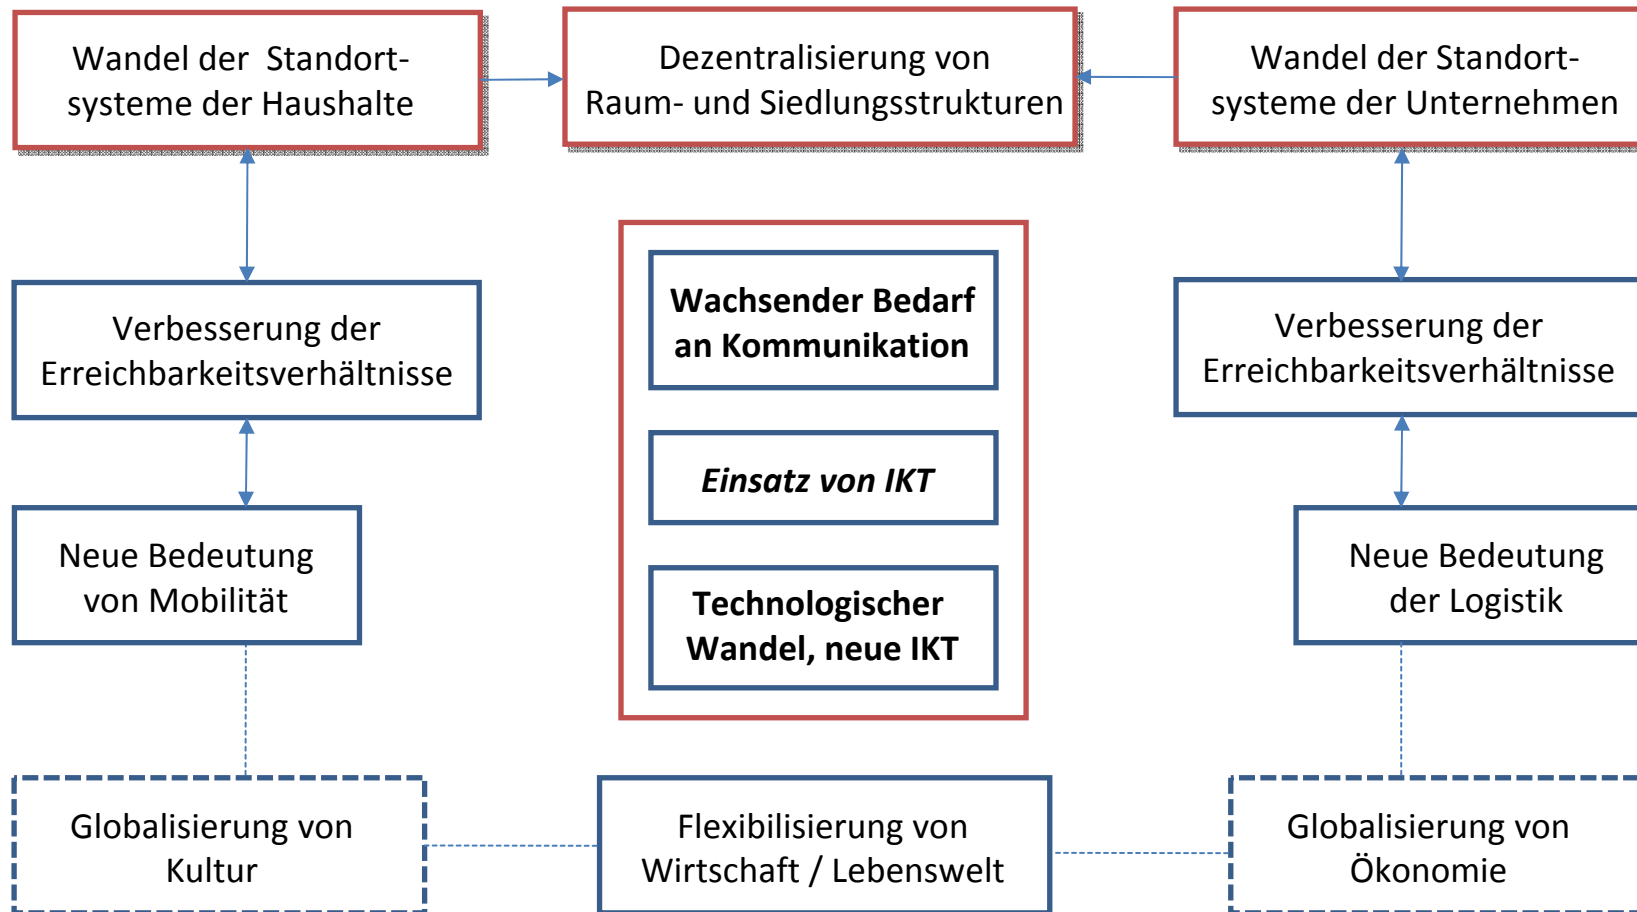 Wandel der Standort-
systeme der Haushalte
Dezentralisierung von
Raum- und Siedlungsstrukturen
Wandel der Standort-
systeme der Unternehmen
Verbesserung der
Erreichbarkeitsverhältnisse
Wachsender Bedarf
an Kommunikation
Verbesserung der
Erreichbarkeitsverhältnisse
Einsatz von IKT
Neue Bedeutung
von Mobilität
Technologischer
Wandel, neue IKT
Neue Bedeutung
der Logistik
Globalisierung von
Kultur
Flexibilisierung von
Wirtschaft / Lebenswelt
Globalisierung von
Ökonomie